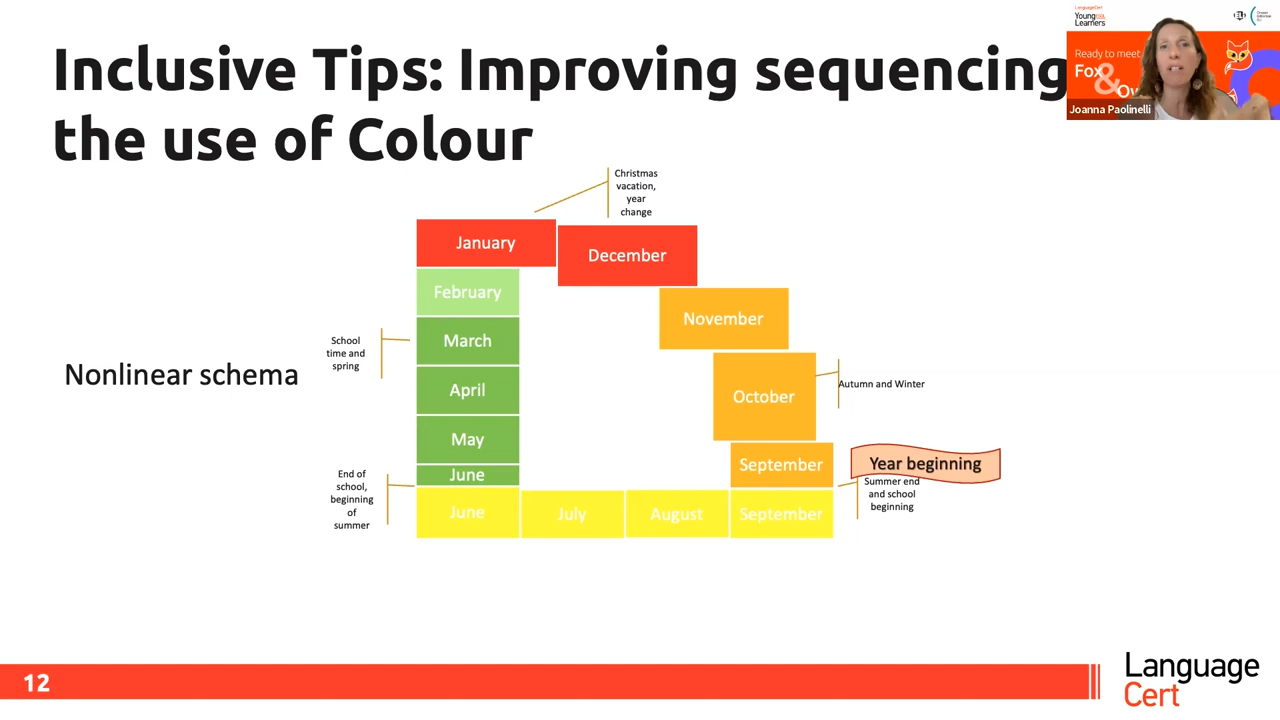 Inclusive Tips: Improving sequencing
the use of Colour
LanguageCert
Young
Learners
Ready to meet
Fox
&
Joanna Paolinelli
Christmas
vacation,
year
change
January
December
February
November
March
School
time and
spring
Nonlinear schema
April
October
Autumn and Winter
May
September
Year beginning
June
End of
school,
beginning
of
summer
Summer end
and school
beginning
June
July
August
September
12
Language
Cert